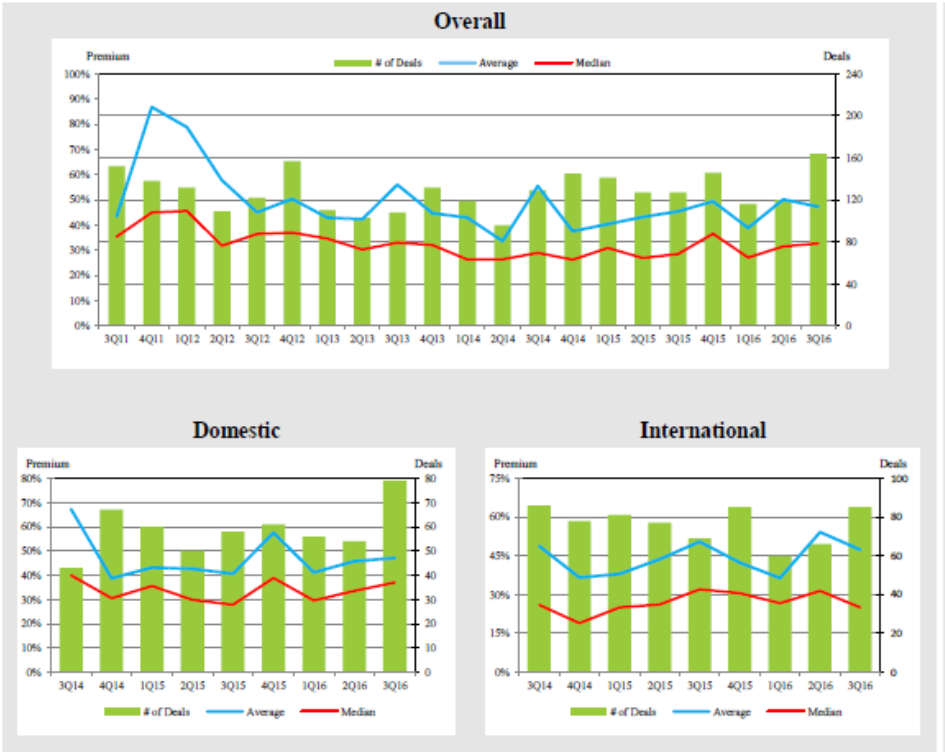 Overall
Premium Deals
# of Deals Average Median
100% 240
90%
80% 200
70%
60% 160
50% 120
40%
30% 80
20% 40
10%
0% 0
3Q11 4Q11 1Q12 2Q12 3Q12 4Q12 1Q13 2Q13 3Q13 4Q13 1Q14 2Q14 3Q14 4Q14 1Q15 2Q15 3Q15 4Q15 1Q16 2Q16 3Q16
Domestic
Premium Deals
80% 80
70% 70
60% 60
50% 50
40% 40
30% 30
20% 20
10% 10
0% 0
3Q14 4Q14 1Q15 2Q15 3Q15 4Q15 1Q16 2Q16 3Q16
# of Deals Average Median
International
Premium Deals
75% 100
60% 80
45% 60
30% 40
15% 20
0% 0
3Q14 4Q14 1Q15 2Q15 3Q15 4Q15 1Q16 2Q16 3Q16
# of Deals Average Median